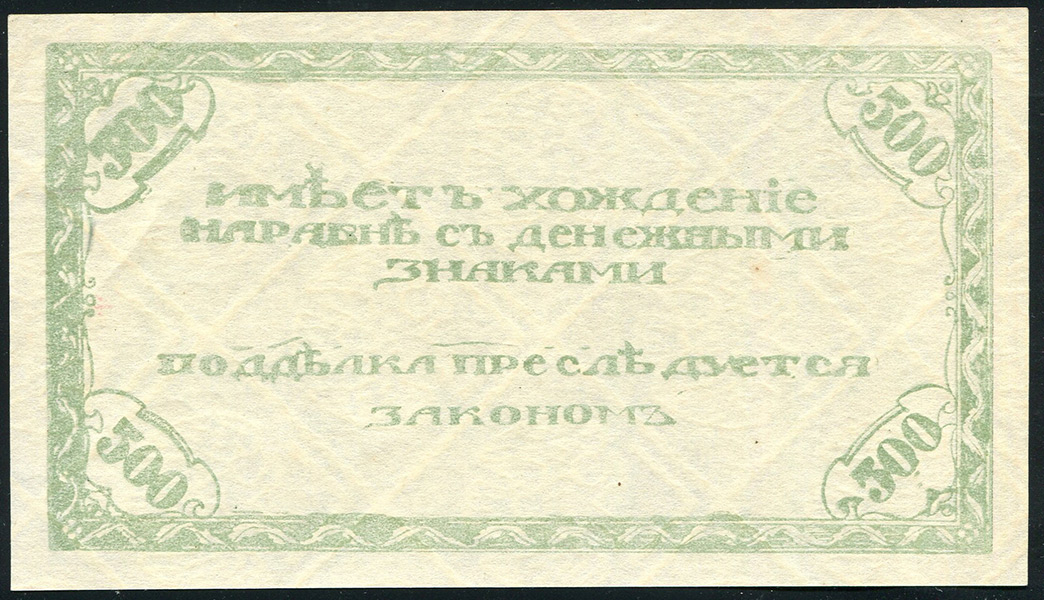 500 500
ИМѢЕТЪ ХОЖДЕНІЕ
НАРАВНѢ СЪ ДЕНЕЖНЫМИ
ЗНАКАМИ
ПОДДѢЛКА ПРЕСЛѢДУЕТСЯ
ЗАКОНОМЪ
500 500